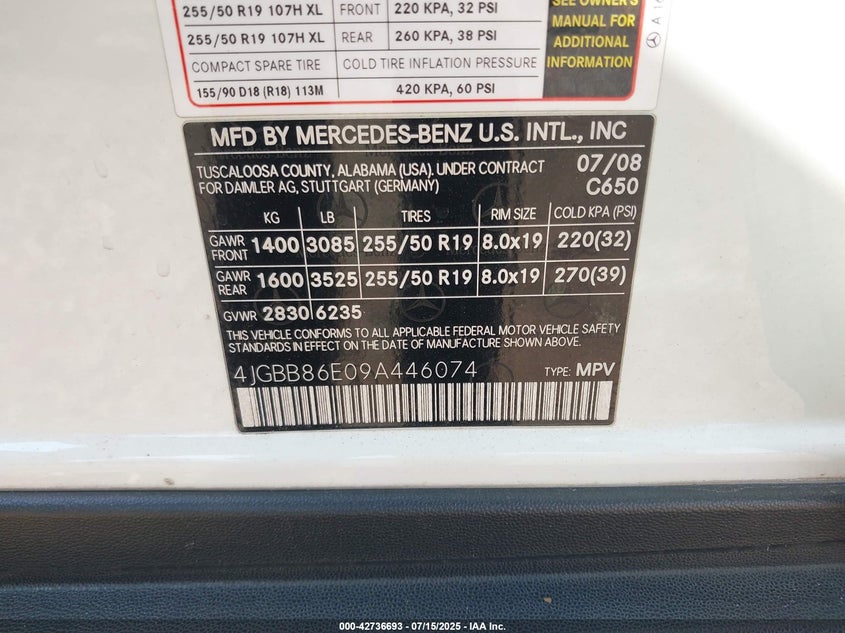 255/50 R19 107H XL FRONT 220 KPA, 32 PSI
255/50 R19 107H XL REAR 260 KPA, 38 PSI
COMPACT SPARE TIRE COLD TIRE INFLATION PRESSURE
155/90 D18 (R18) 113M 420 KPA, 60 PSI
SEE OWNER'S
MANUAL FOR
ADDITIONAL
INFORMATION
MFD BY MERCEDES-BENZ U.S. INTL., INC
TUSCALOOSA COUNTY, ALABAMA (USA). UNDER CONTRACT 07/08
FOR DAIMLER AG, STUTTGART (GERMANY) C650
KG LB TIRES RIM SIZE COLD KPA (PSI)
GAWR FRONT 1400 3085 255/50 R19 8.0x19 220(32)
GAWR REAR 1600 3525 255/50 R19 8.0x19 270(39)
GVWR 2830 6235
THIS VEHICLE CONFORMS TO ALL APPLICABLE FEDERAL MOTOR VEHICLE SAFETY
STANDARDS IN EFFECT ON THE DATE OF MANUFACTURE SHOWN ABOVE.
4JGBB86E09A446074 TYPE: MPV
000-42736693 - 07/15/2025 - IAA Inc.